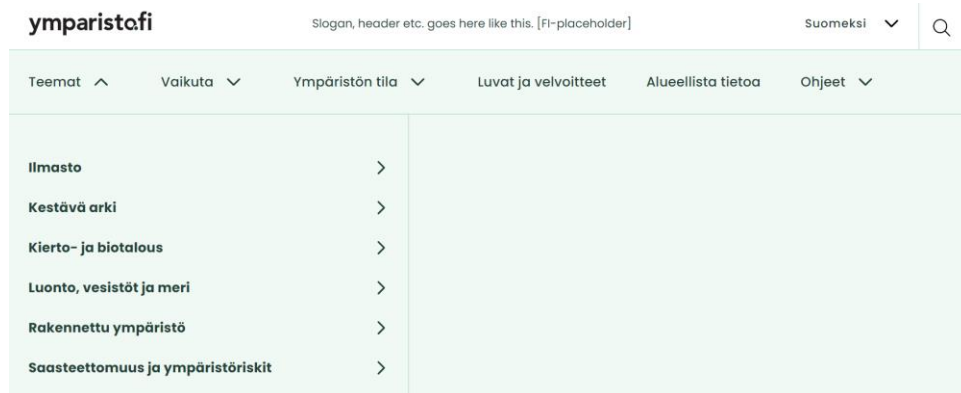 ymparisto.fi
Slogan, header etc. goes here like this. [FI-placeholder]
Suomeksi
Teemat Vaikuta Ympäristön tila Luvat ja velvoitteet Alueellista tietoa Ohjeet
Ilmasto
Kestävä arki
Kierto- ja biotalous
Luonto, vesistöt ja meri
Rakennettu ympäristö
Saasteettomuus ja ympäristöriskit